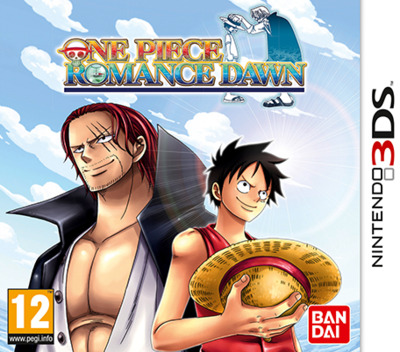 ONE PIECE
ROMANCE DAWN
NINTENDO 3DS
12
www.pegi.info
BAN
DAI